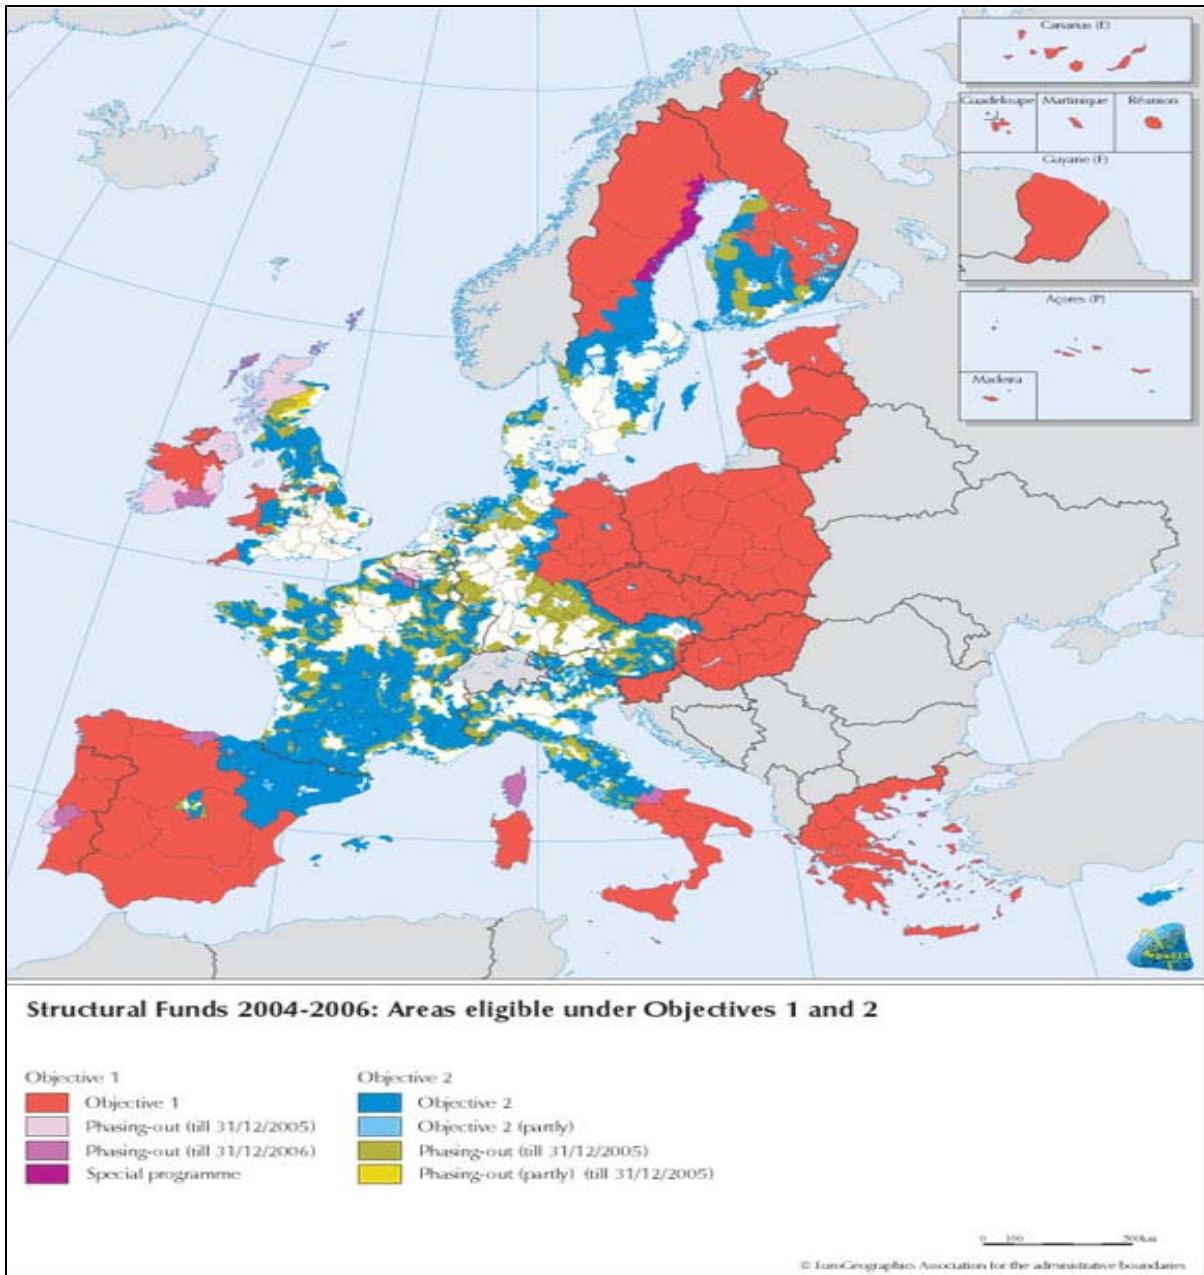 Canarias (E)
Guadeloupe Martinique Réunion
Guyane (F)
Açores (P)
Madeira
Structural Funds 2004-2006: Areas eligible under Objectives 1 and 2
Objective 1
Objective 1
Phasing-out (till 31/12/2005)
Phasing-out (till 31/12/2006)
Special programme
Objective 2
Objective 2
Objective 2 (partly)
Phasing-out (till 31/12/2005)
Phasing-out (partly) (till 31/12/2005)
0 100 500km
© EuroGeographics Association for the administrative boundaries